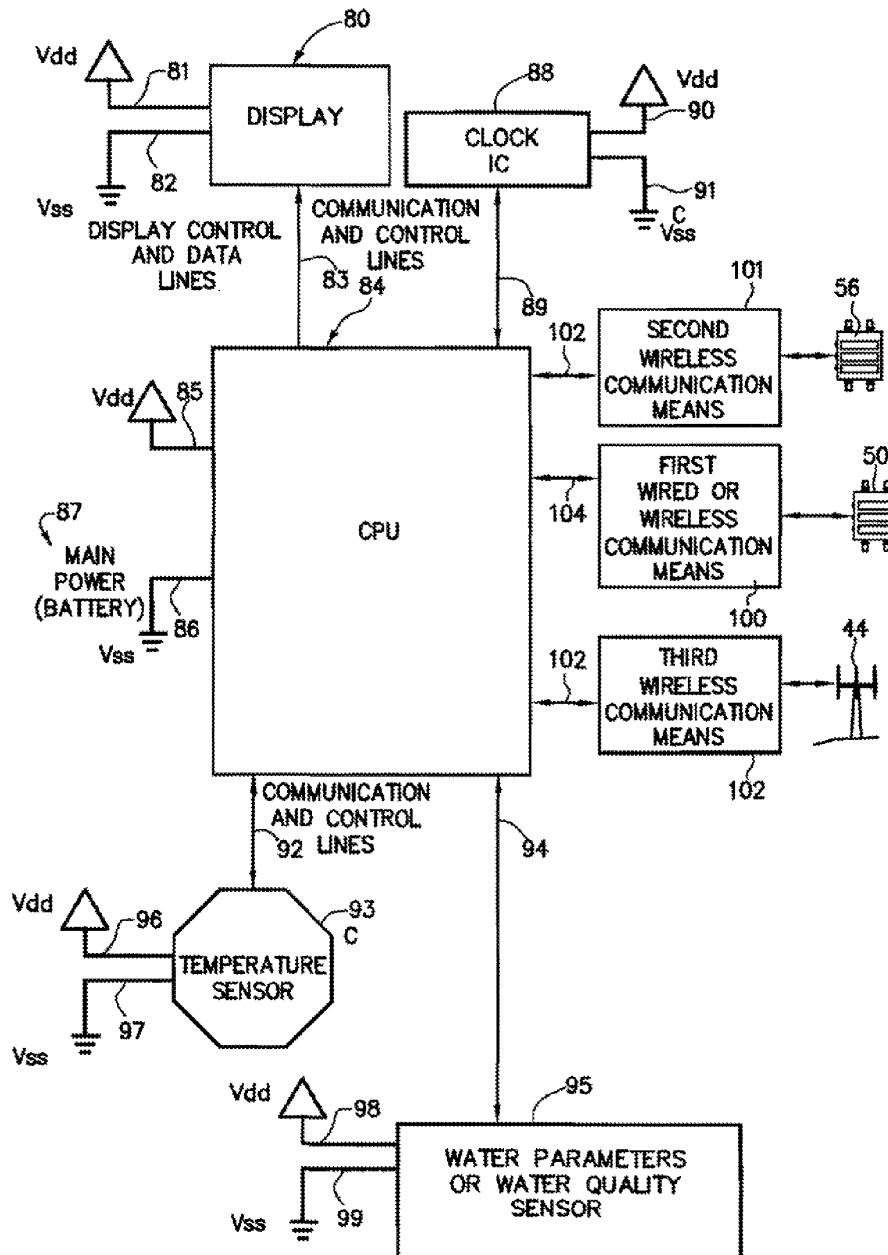 80
Vdd
81
DISPLAY
82
Vss
88
CLOCK
IC
Vdd
90
91
C
Vss
DISPLAY CONTROL
AND DATA
LINES
83
COMMUNICATION
AND CONTROL
LINES
84
89
101
56
102
SECOND
WIRELESS
COMMUNICATION
MEANS
Vdd
85
CPU
104
FIRST
WIRED OR
WIRELESS
COMMUNICATION
MEANS
50
100
87
MAIN
POWER
(BATTERY)
86
Vss
102
THIRD
WIRELESS
COMMUNICATION
MEANS
44
102
COMMUNICATION
AND CONTROL
LINES
92
94
Vdd
96
93
C
TEMPERATURE
SENSOR
97
Vss
Vdd
98
95
WATER PARAMETERS
OR WATER QUALITY
SENSOR
99
Vss